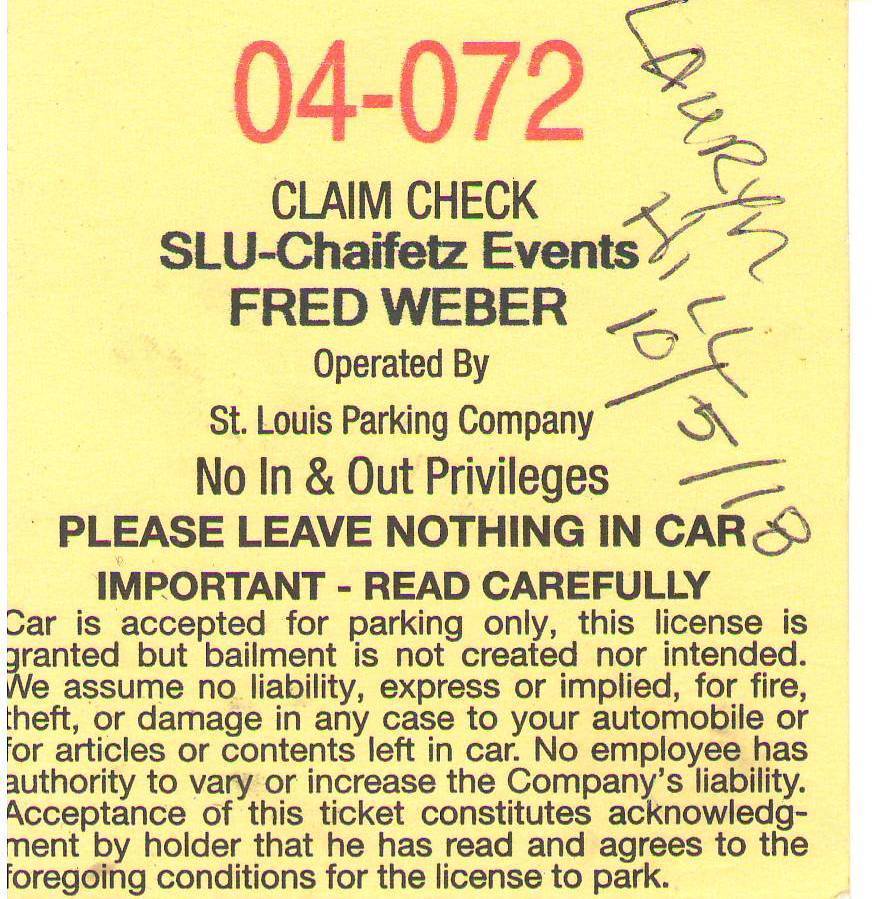 04-072
CLAIM CHECK
SLU-Chaifetz Events
FRED WEBER
Operated By
St. Louis Parking Company
No In & Out Privileges
PLEASE LEAVE NOTHING IN CAR
IMPORTANT - READ CAREFULLY
Car is accepted for parking only, this license is
granted but bailment is not created nor intended.
We assume no liability, express or implied, for fire,
theft, or damage in any case to your automobile or
for articles or contents left in car. No employee has
authority to vary or increase the Company's liability.
Acceptance of this ticket constitutes acknowledg-
ment by holder that he has read and agrees to the
foregoing conditions for the license to park.
LAURYN
HiLL
10/5/18